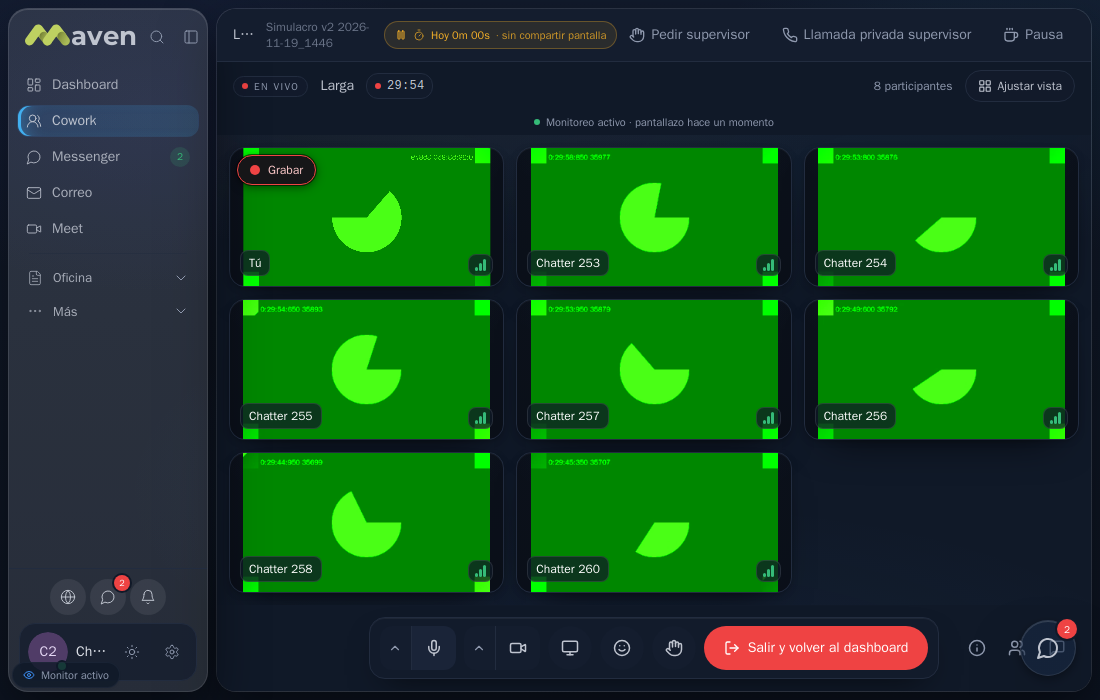 Maven
Dashboard
Cowork
Messenger
2
Correo
Meet
Oficina
Más
2
C2
Ch···
Monitor activo
L···
Simulacro v2 2026-
11-19_1446
Hoy 0m 00s · sin compartir pantalla
Pedir supervisor
Llamada privada supervisor
Pausa
EN VIVO
Larga
29:54
8 participantes
Ajustar vista
Monitoreo activo · pantallazo hace un momento
Grabar
Tú
0:29:58:850 35977
Chatter 253
0:29:53:800 35876
Chatter 254
0:29:54:650 35893
Chatter 255
0:29:53:950 35879
Chatter 257
0:29:49:600 35792
Chatter 256
0:29:44:950 35699
Chatter 258
0:29:45:350 35707
Chatter 260
Salir y volver al dashboard
2